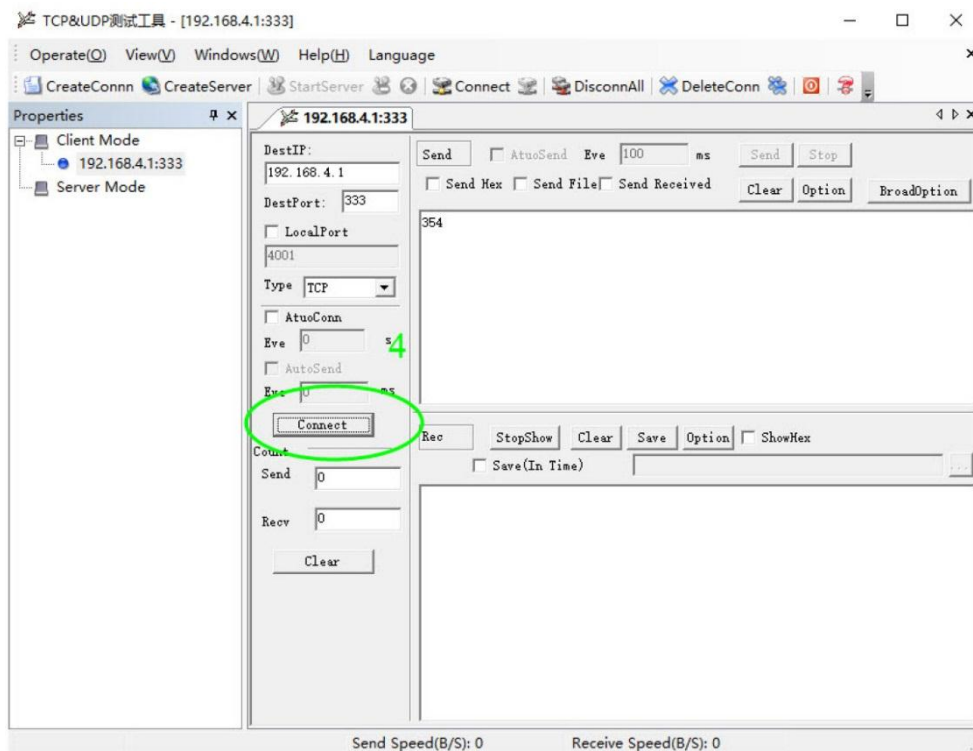 TCP&UDP测试工具 - [192.168.4.1:333]
Operate(O) View(V) Windows(W) Help(H) Language
CreateConnn CreateServer StartServer Connect DisconnAll DeleteConn
Properties
Client Mode
192.168.4.1:333
Server Mode
192.168.4.1:333
DestIP:
192.168.4.1
DestPort: 333
LocalPort
4001
Type TCP
AtuoConn
Eve 0 s
4
AutoSend
Eve 0 ms
Connect
Count
Send 0
Recv 0
Clear
Send AtuoSend Eve 100 ms Send Stop
Send Hex Send File Send Received Clear Option BroadOption
354
Rec StopShow Clear Save Option ShowHex
Save(In Time) ...
Send Speed(B/S): 0 Receive Speed(B/S): 0